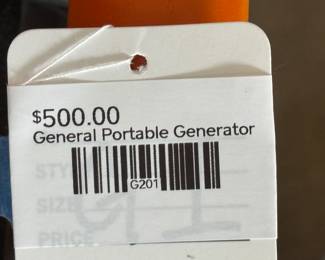 $500.00
General Portable Generator
G201
STY
SIZE
PRICE